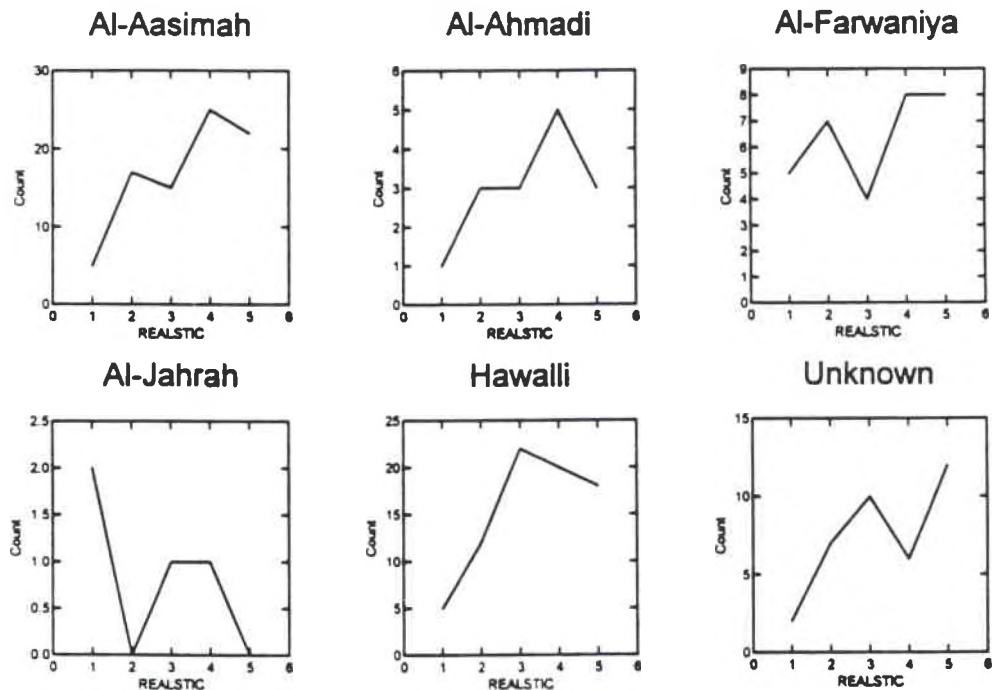 Al-Aasimah
30
20
10
0
Count
0 1 2 3 4 5 6
REALSTIC
Al-Ahmadi
6
5
4
3
2
1
0
Count
0 1 2 3 4 5 6
REALSTIC
Al-Farwaniya
9
8
7
6
5
4
3
2
1
0
Count
0 1 2 3 4 5 6
REALSTIC
Al-Jahrah
2.5
2.0
1.5
1.0
0.5
0.0
Count
0 1 2 3 4 5 6
REALSTIC
Hawalli
25
20
15
10
5
0
Count
0 1 2 3 4 5 6
REALSTIC
Unknown
15
10
5
0
Count
0 1 2 3 4 5 6
REALSTIC